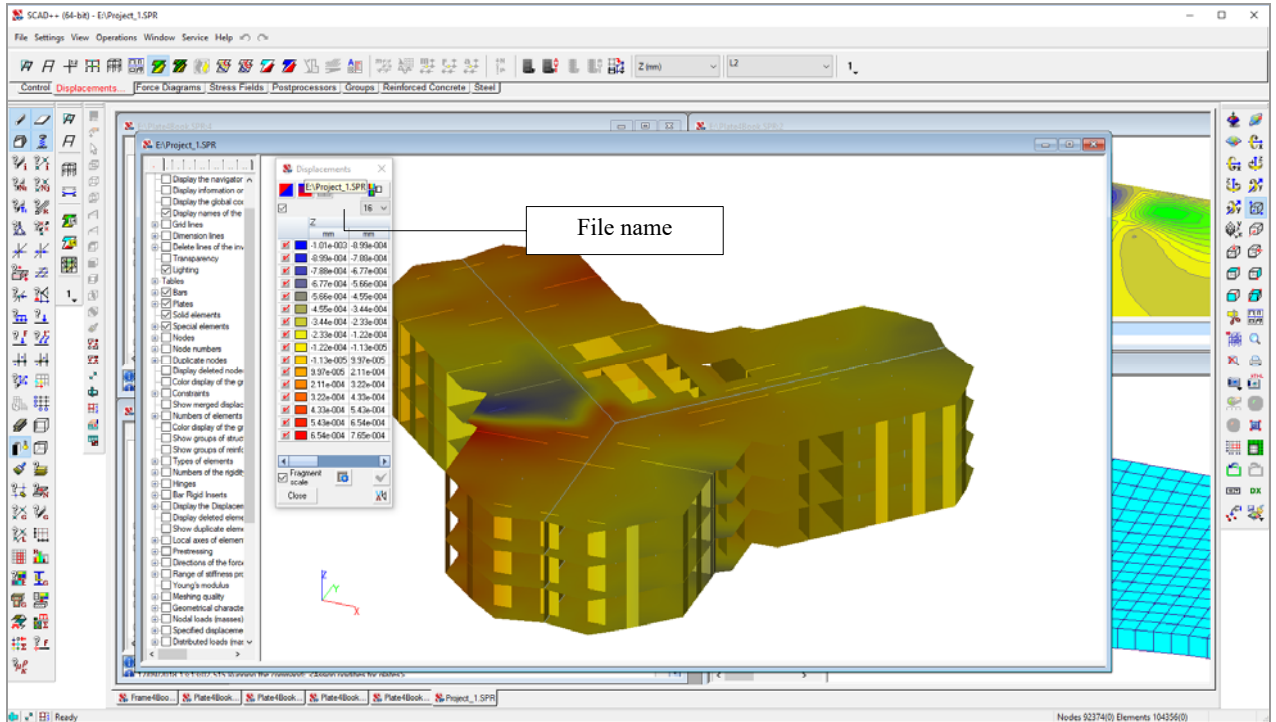 SCAD++ (64-bit) - E:\Project_1.SPR
File Settings View Operations Window Service Help
Z (mm) L2 1
Control Displacements... Force Diagrams Stress Fields Postprocessors Groups Reinforced Concrete Steel
E:\Plate4Book.SPR:4 E:\Plate4Book.SPR:2
E:\Project_1.SPR
Display the navigator
Display information or
Display the global coo
Display names of the
Grid lines
Dimension lines
Delete lines of the inv
Transparency
Lighting
Tables
Bars
Plates
Solid elements
Special elements
Nodes
Node numbers
Duplicate nodes
Display deleted node
Color display of the gr
Constraints
Show merged displac
Numbers of elements
Color display of the gr
Show groups of struc
Show groups of reinfo
Types of elements
Numbers of the rigidity
Hinges
Bar Rigid Inserts
Display the Displacem
Display deleted eleme
Show duplicate eleme
Local axes of elemen
Prestressing
Directions of the force
Range of stiffness pro
Young's modulus
Meshing quality
Geometrical characte
Nodal loads (masses)
Specified displaceme
Distributed loads (mas
Displacements
E:\Project_1.SPR
16
Z
mm mm
-1.01e-003 -8.99e-004
-8.99e-004 -7.88e-004
-7.88e-004 -6.77e-004
-6.77e-004 -5.66e-004
-5.66e-004 -4.55e-004
-4.55e-004 -3.44e-004
-3.44e-004 -2.33e-004
-2.33e-004 -1.22e-004
-1.22e-004 -1.13e-005
-1.13e-005 9.97e-005
9.97e-005 2.11e-004
2.11e-004 3.22e-004
3.22e-004 4.33e-004
4.33e-004 5.43e-004
5.43e-004 6.54e-004
6.54e-004 7.65e-004
Fragment
scale
Close
File name
Z
Y
X
Frame4Boo... Plate4Book... Plate4Book... Plate4Book... Plate4Book... Project_1.SPR
Ready
Nodes 92374(0) Elements 104356(0)